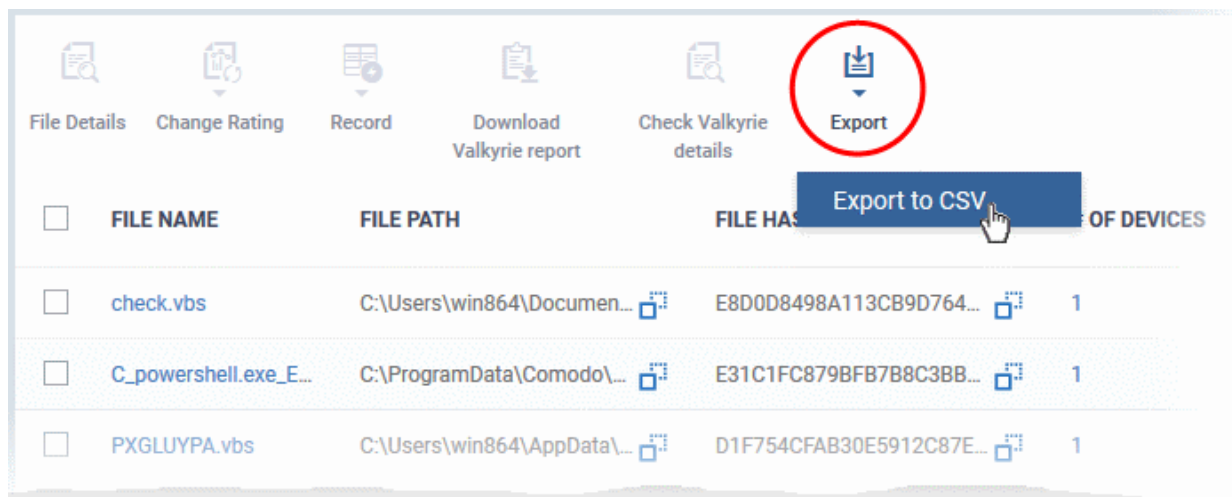 File Details Change Rating Record Download Check Valkyrie Export
Valkyrie report details
Export to CSV
FILE NAME FILE PATH FILE HAS OF DEVICES
check.vbs C:\Users\win864\Documen... E8D0D8498A113CB9D764... 1
C_powershell.exe_E... C:\ProgramData\Comodo\... E31C1FC879BFB7B8C3BB... 1
PXGLUYPA.vbs C:\Users\win864\AppData\... D1F754CFAB30E5912C87E... 1